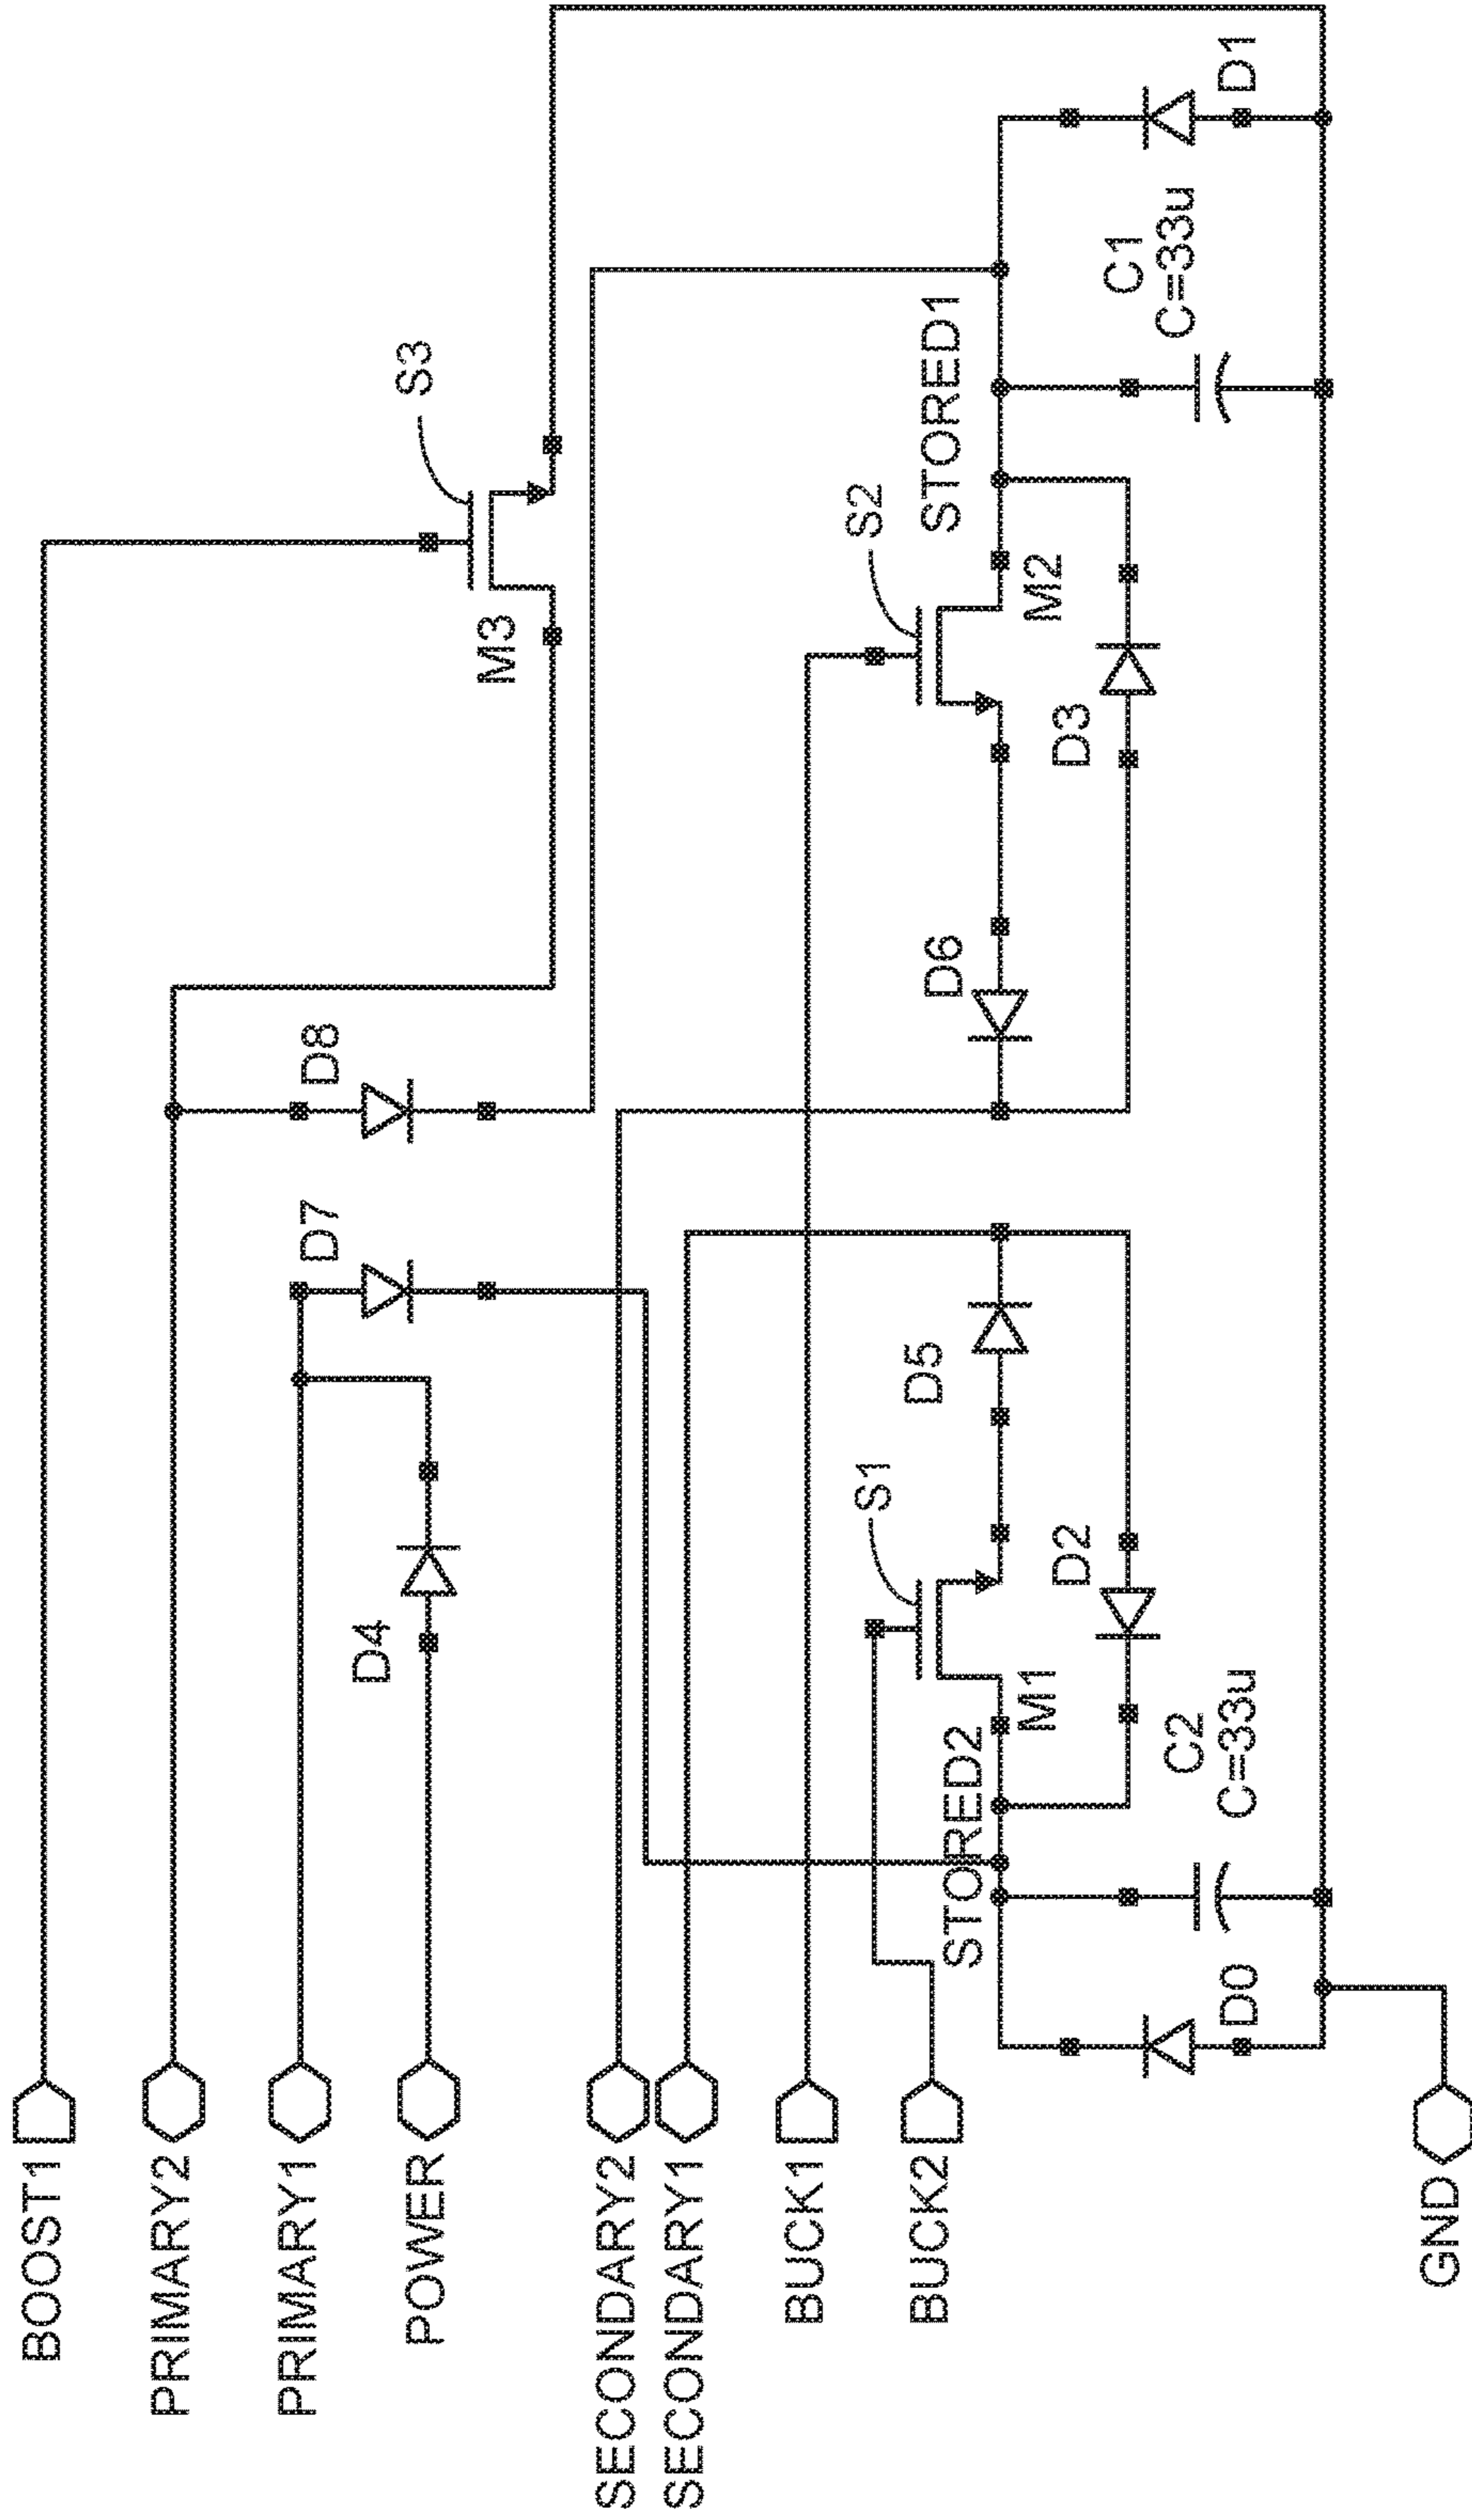 BOOST1
PRIMARY2
PRIMARY1
POWER
SECONDARY2
SECONDARY1
BUCK1
BUCK2
GND
D4
D7
D8
M3
S3
STORED2
M1
S1
D5
D2
C2
C=33u
D0
D6
D3
S2
M2
STORED1
C1
C=33u
D1